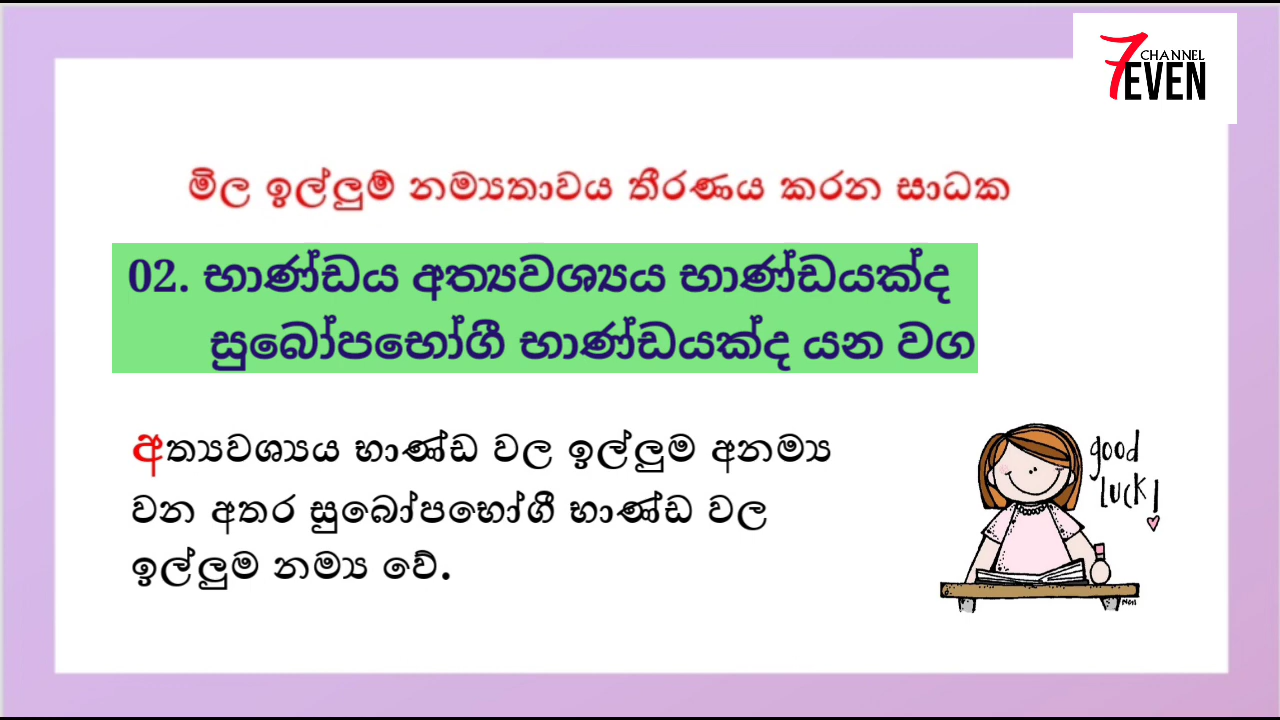 7 CHANNEL
EVEN
මිල ඉල්ලුම් නම්‍යතාවය තීරණය කරන සාධක
02. භාණ්ඩය අත්‍යවශ්‍යය භාණ්ඩයක්ද
සුබෝපභෝගී භාණ්ඩයක්ද යන වග
අත්‍යවශ්‍යය භාණ්ඩ වල ඉල්ලුම අනම්‍ය
වන අතර සුබෝපභෝගී භාණ්ඩ වල
ඉල්ලුම නම්‍ය වේ.
good
luck!